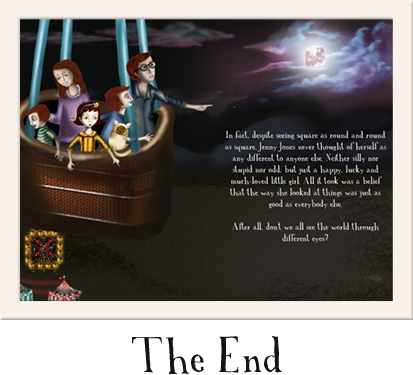 In fact, despite seeing square as round and round
as square, Jenny Jones never thought of herself as
any different to anyone else. Neither silly nor
stupid nor odd, but just a happy, lucky and
much-loved little girl. All it took was a belief
that the way she looked at things was just as
good as everybody else.
After all, don't we all see the world through
different eyes?
The End